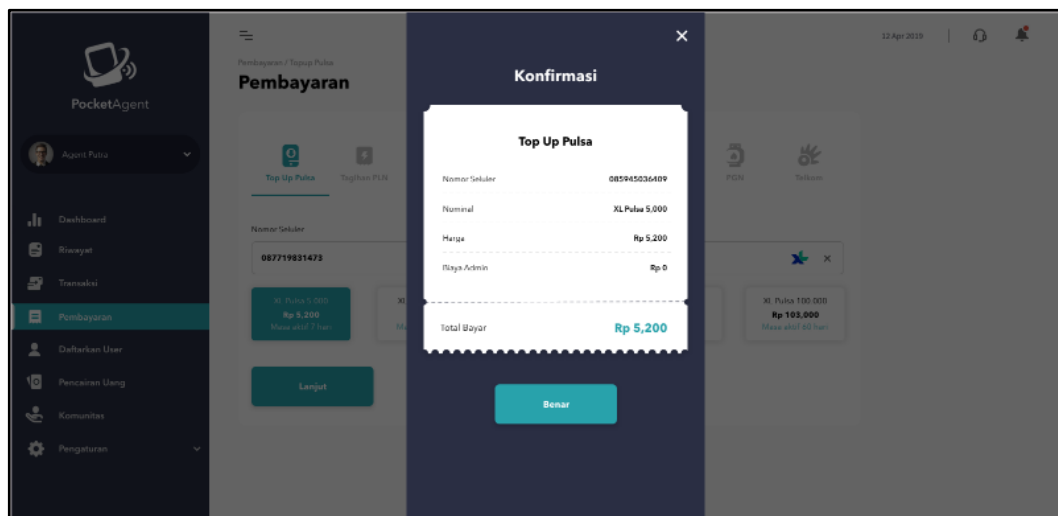 12 Apr 2019
Pembayaran / Topup Pulsa
Pembayaran
PocketAgent
Agent Putra
Dashboard
Riwayat
Transaksi
Pembayaran
Daftarkan User
Pencairan Uang
Komunitas
Pengaturan
Top Up Pulsa
Tagihan PLN
PGN
Telkom
Nomor Seluler
087719831473
XL
XL Pulsa 5.000
Rp 5,200
Masa aktif 7 hari
XL
XL Pulsa 100.000
Rp 103,000
Masa aktif 60 hari
Lanjut
Konfirmasi
Top Up Pulsa
Nomor Seluler 085945036409
Nominal XL Pulsa 5,000
Harga Rp 5,200
Biaya Admin Rp 0
Total Bayar Rp 5,200
Benar